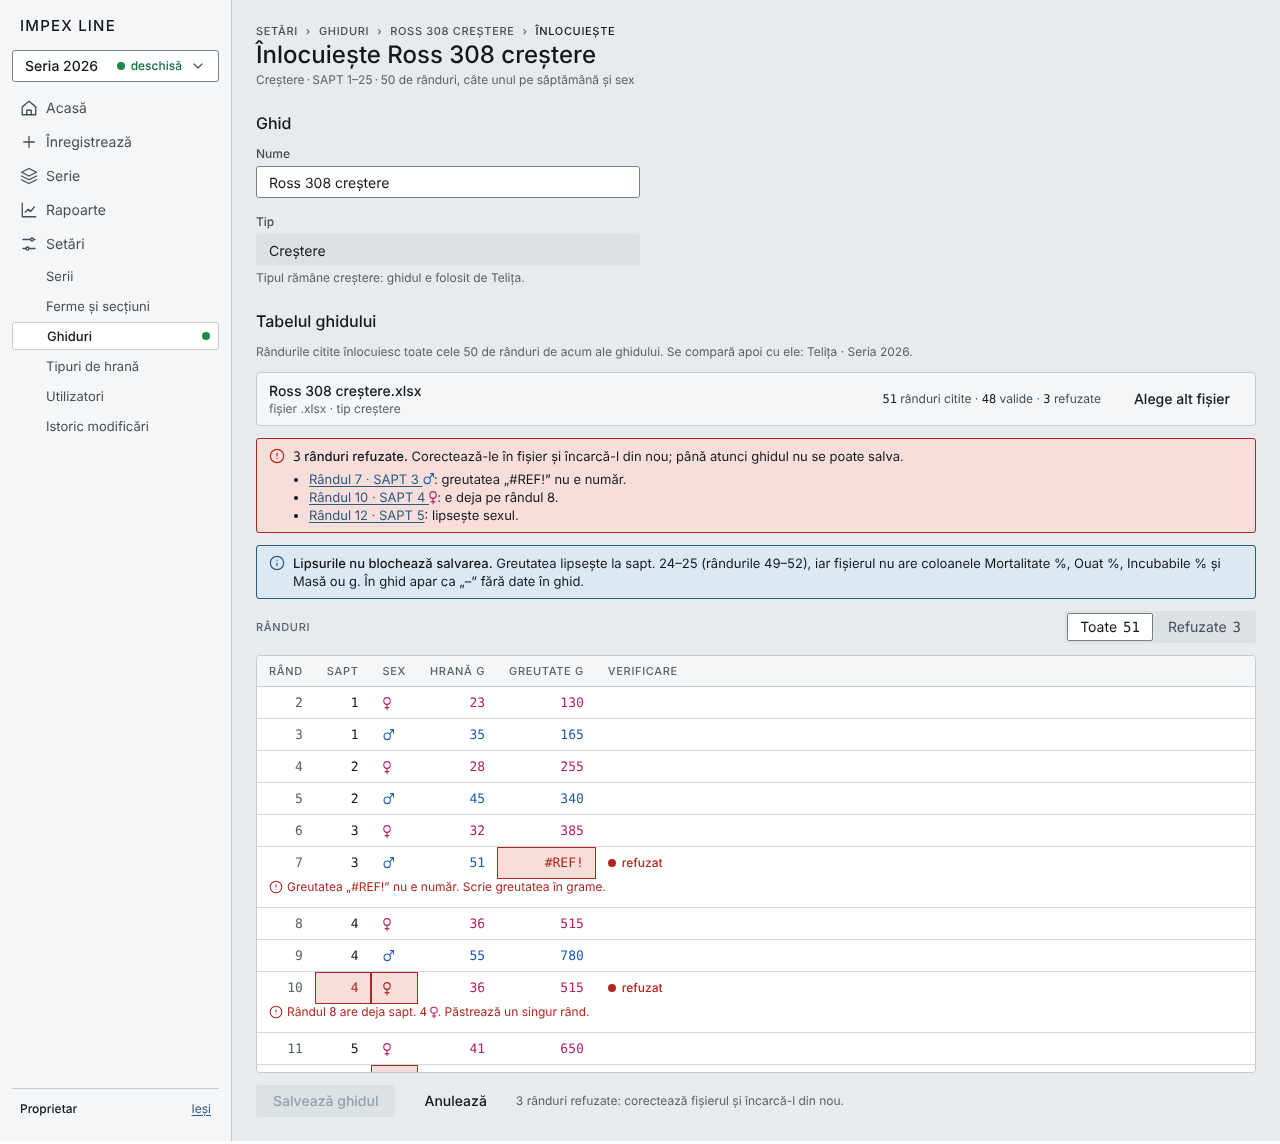 IMPEX LINE
Seria 2026 deschisă
Acasă
Înregistrează
Serie
Rapoarte
Setări
Serii
Ferme și secțiuni
Ghiduri
Tipuri de hrană
Utilizatori
Istoric modificări
Proprietar Ieși
SETĂRI › GHIDURI › ROSS 308 CREȘTERE › ÎNLOCUIEȘTE
Înlocuiește Ross 308 creștere
Creștere · SAPT 1–25 · 50 de rânduri, câte unul pe săptămână și sex
Ghid
Nume
Ross 308 creștere
Tip
Creștere
Tipul rămâne creștere: ghidul e folosit de Telița.
Tabelul ghidului
Rândurile citite înlocuiesc toate cele 50 de rânduri de acum ale ghidului. Se compară apoi cu ele: Telița · Seria 2026.
Ross 308 creștere.xlsx
fișier .xlsx · tip creștere
51 rânduri citite · 48 valide · 3 refuzate
Alege alt fișier
3 rânduri refuzate. Corectează-le în fișier și încarcă-l din nou; până atunci ghidul nu se poate salva.
• Rândul 7 · SAPT 3 ♂: greutatea „#REF!” nu e număr.
• Rândul 10 · SAPT 4 ♀: e deja pe rândul 8.
• Rândul 12 · SAPT 5: lipsește sexul.
Lipsurile nu blochează salvarea. Greutatea lipsește la sapt. 24–25 (rândurile 49–52), iar fișierul nu are coloanele Mortalitate %, Ouat %, Incubabile % și
Masă ou g. În ghid apar ca „–” fără date în ghid.
RÂNDURI
Toate 51 Refuzate 3
RÂND SAPT SEX HRANĂ G GREUTATE G VERIFICARE
2 1 ♀ 23 130
3 1 ♂ 35 165
4 2 ♀ 28 255
5 2 ♂ 45 340
6 3 ♀ 32 385
7 3 ♂ 51 #REF! refuzat
Greutatea „#REF!” nu e număr. Scrie greutatea în grame.
8 4 ♀ 36 515
9 4 ♂ 55 780
10 4 ♀ 36 515 refuzat
Rândul 8 are deja sapt. 4 ♀. Păstrează un singur rând.
11 5 ♀ 41 650
Salvează ghidul Anulează 3 rânduri refuzate: corectează fișierul și încarcă-l din nou.